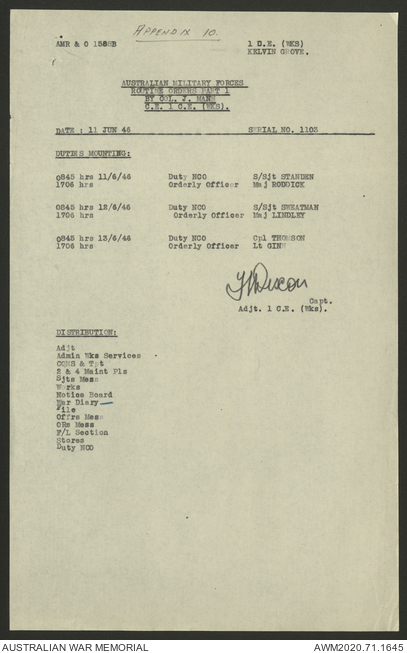 APPENDIX 10.
AMR & O 1588B 1 D.E. (WKS)
KELVIN GROVE.
AUSTRALIAN MILITARY FORCES
ROUTINE ORDERS PART 1
BY COL. J. MANN
C.E. 1 C.E. (WKS).
DATE : 11 JUN 46 SERIAL NO. 1103
DUTIES MOUNTING:
0845 hrs 11/6/46 Duty NCO S/Sjt STANDEN
1706 hrs Orderly Officer Maj RODDICK
0845 hrs 12/6/46 Duty NCO S/Sjt SWEATMAN
1706 hrs Orderly Officer Maj LINDLEY
0845 hrs 13/6/46 Duty NCO Cpl THOMSON
1706 hrs Orderly Officer Lt GINN
Capt.
Adjt. 1 C.E. (Wks).
DISTRIBUTION:
Adjt
Admin Wks Services
CQMS & Tpt
2 & 4 Maint Pls
Sjts Mess
Works
Notice Board
War Diary
File
Offrs Mess
ORs Mess
P/L Section
Stores
Duty NCO
AUSTRALIAN WAR MEMORIAL AWM2020.71.1645